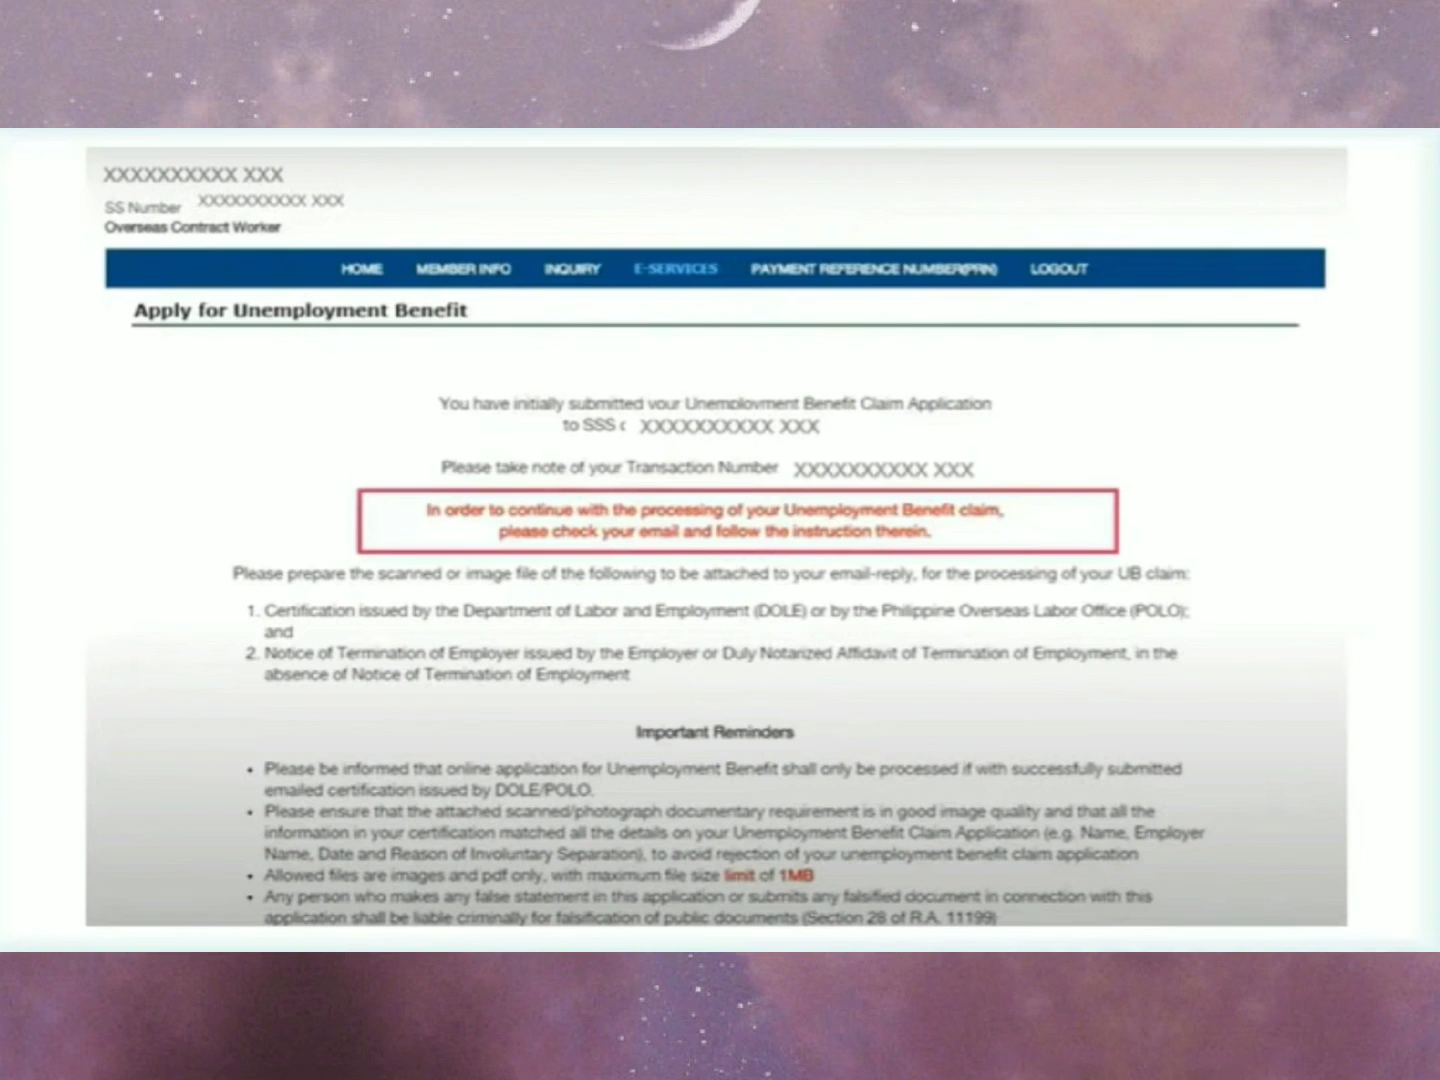 XXXXXXXXXX XXX
SS Number XXXXXXXXXX XXX
Overseas Contract Worker
HOME MEMBER INFO INQUIRY E-SERVICES PAYMENT REFERENCE NUMBER(PRN) LOGOUT
Apply for Unemployment Benefit
You have initially submitted your Unemployment Benefit Claim Application
to SSS XXXXXXXXXX XXX
Please take note of your Transaction Number XXXXXXXXXX XXX
In order to continue with the processing of your Unemployment Benefit claim,
please check your email and follow the instruction therein.
Please prepare the scanned or image file of the following to be attached to your email-reply, for the processing of your UB claim:
1. Certification issued by the Department of Labor and Employment (DOLE) or by the Philippine Overseas Labor Office (POLO);
and
2. Notice of Termination of Employer issued by the Employer or Duly Notarized Affidavit of Termination of Employment, in the
absence of Notice of Termination of Employment
Important Reminders
• Please be informed that online application for Unemployment Benefit shall only be processed if with successfully submitted
emailed certification issued by DOLE/POLO.
• Please ensure that the attached scanned/photograph documentary requirement is in good image quality and that all the
information in your certification matched all the details on your Unemployment Benefit Claim Application (e.g. Name, Employer
Name, Date and Reason of Involuntary Separation), to avoid rejection of your unemployment benefit claim application
• Allowed files are images and pdf only, with maximum file size limit of 1MB
• Any person who makes any false statement in this application or submits any falsified document in connection with this
application shall be liable criminally for falsification of public documents (Section 28 of R.A. 11199)